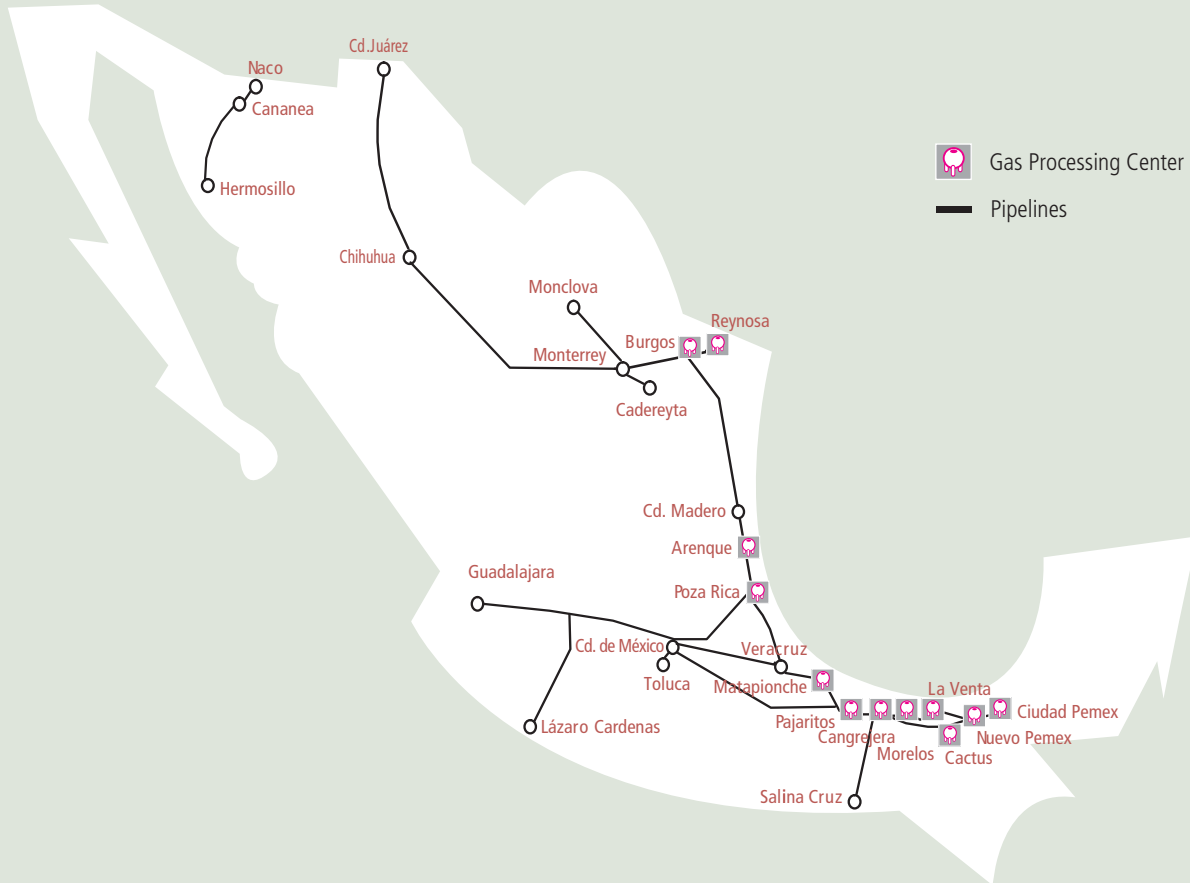 Cd.Juárez
Naco
Cananea
Hermosillo
Gas Processing Center
Pipelines
Chihuhua
Monclova
Reynosa
Burgos
Monterrey
Cadereyta
Cd. Madero
Arenque
Guadalajara
Poza Rica
Cd. de México
Veracruz
Toluca
Matapionche
La Venta
Lázaro Cardenas
Pajaritos
Ciudad Pemex
Cangrejera
Nuevo Pemex
Morelos
Cactus
Salina Cruz